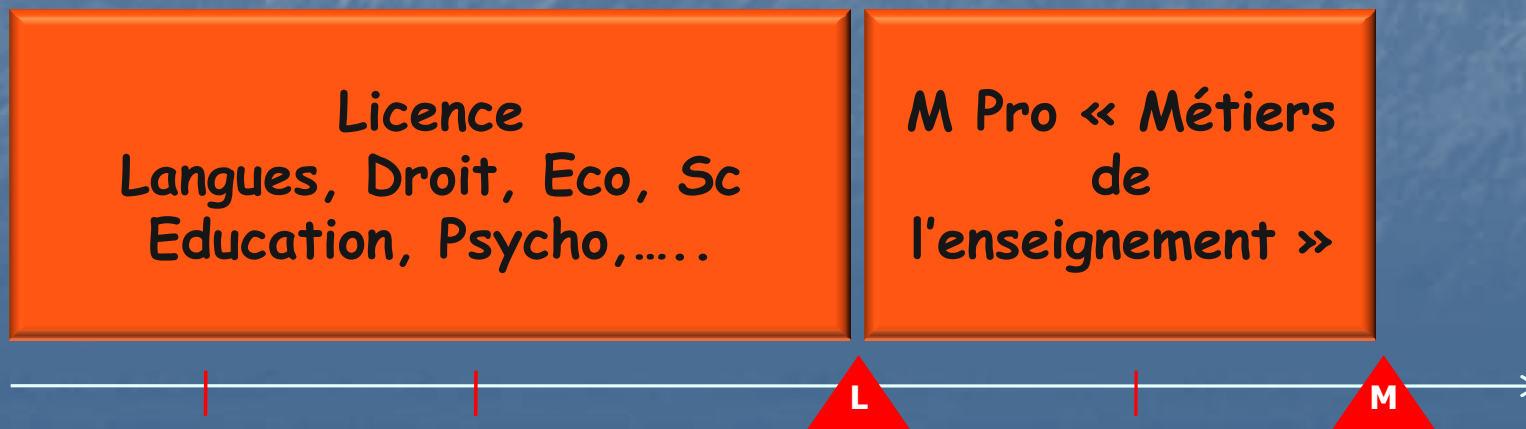 Licence
Langues, Droit, Eco, Sc
Education, Psycho,…..
M Pro « Métiers
de
l’enseignement »
L
M